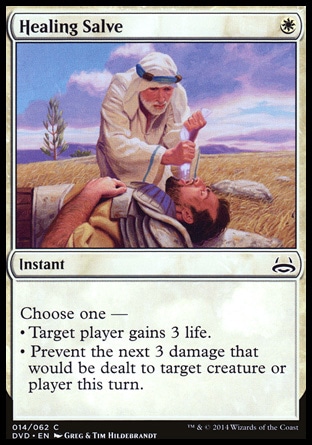 Healing Salve
Instant
Choose one —
• Target player gains 3 life.
• Prevent the next 3 damage that
would be dealt to target creature or
player this turn.
014/062 C
DVD • EN Greg & Tim Hildebrandt
™ & © 2014 Wizards of the Coast